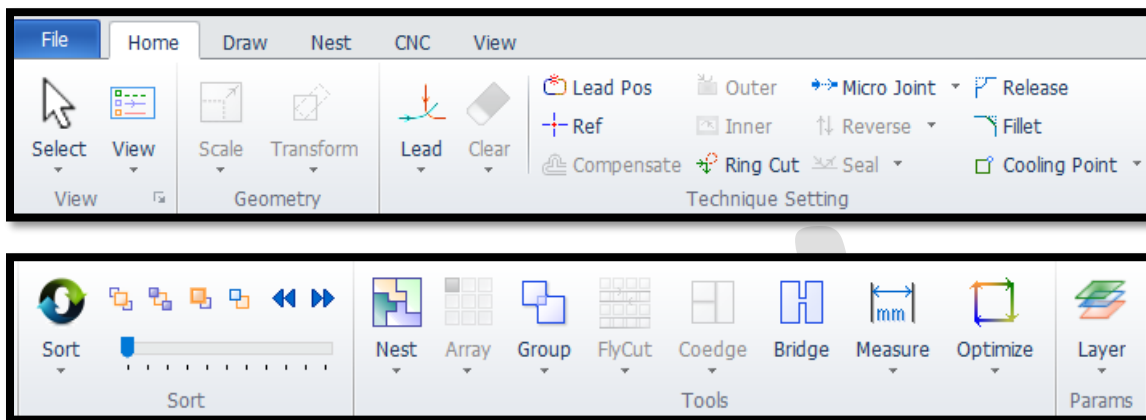 File Home Draw Nest CNC View
Lead Pos Outer Micro Joint Release
Ref Inner Reverse Fillet
Select View Scale Transform Lead Clear
Compensate Ring Cut Seal Cooling Point
View Geometry Technique Setting
mm
Sort Nest Array Group FlyCut Coedge Bridge Measure Optimize Layer
Sort Tools Params